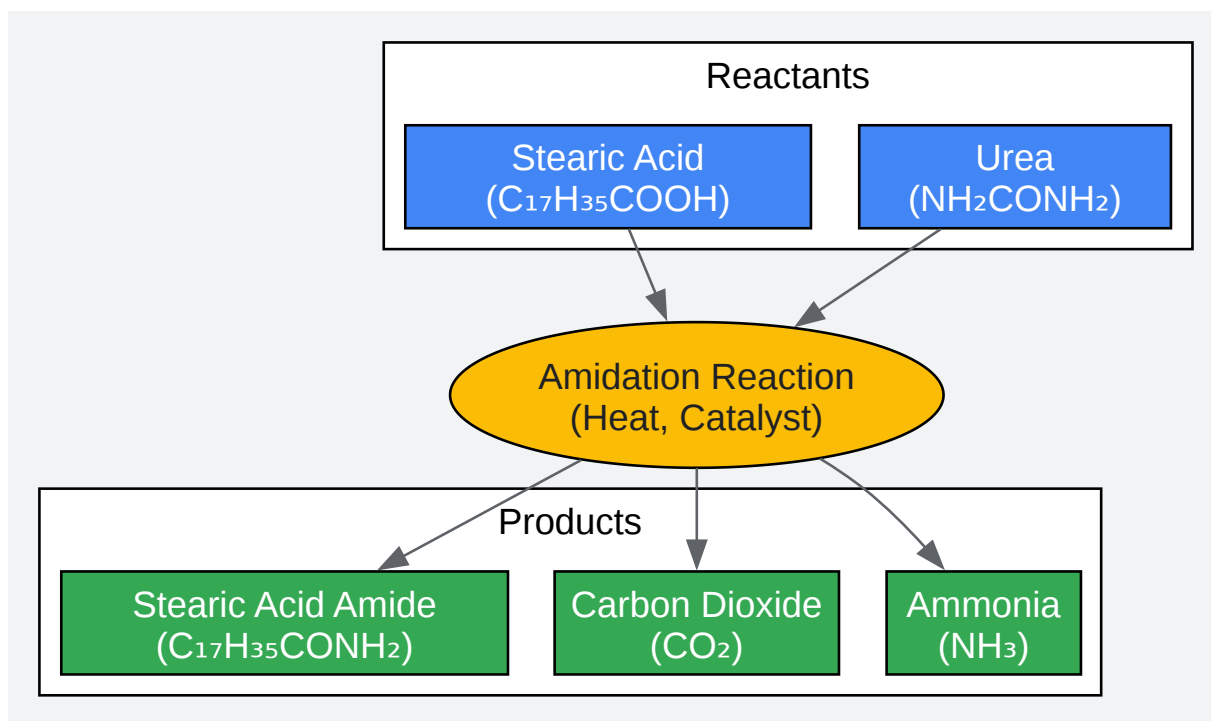 Reactants
Stearic Acid
(C₁₇H₃₅COOH)
Urea
(NH₂CONH₂)
Amidation Reaction
(Heat, Catalyst)
Products
Stearic Acid Amide
(C₁₇H₃₅CONH₂)
Carbon Dioxide
(CO₂)
Ammonia
(NH₃)